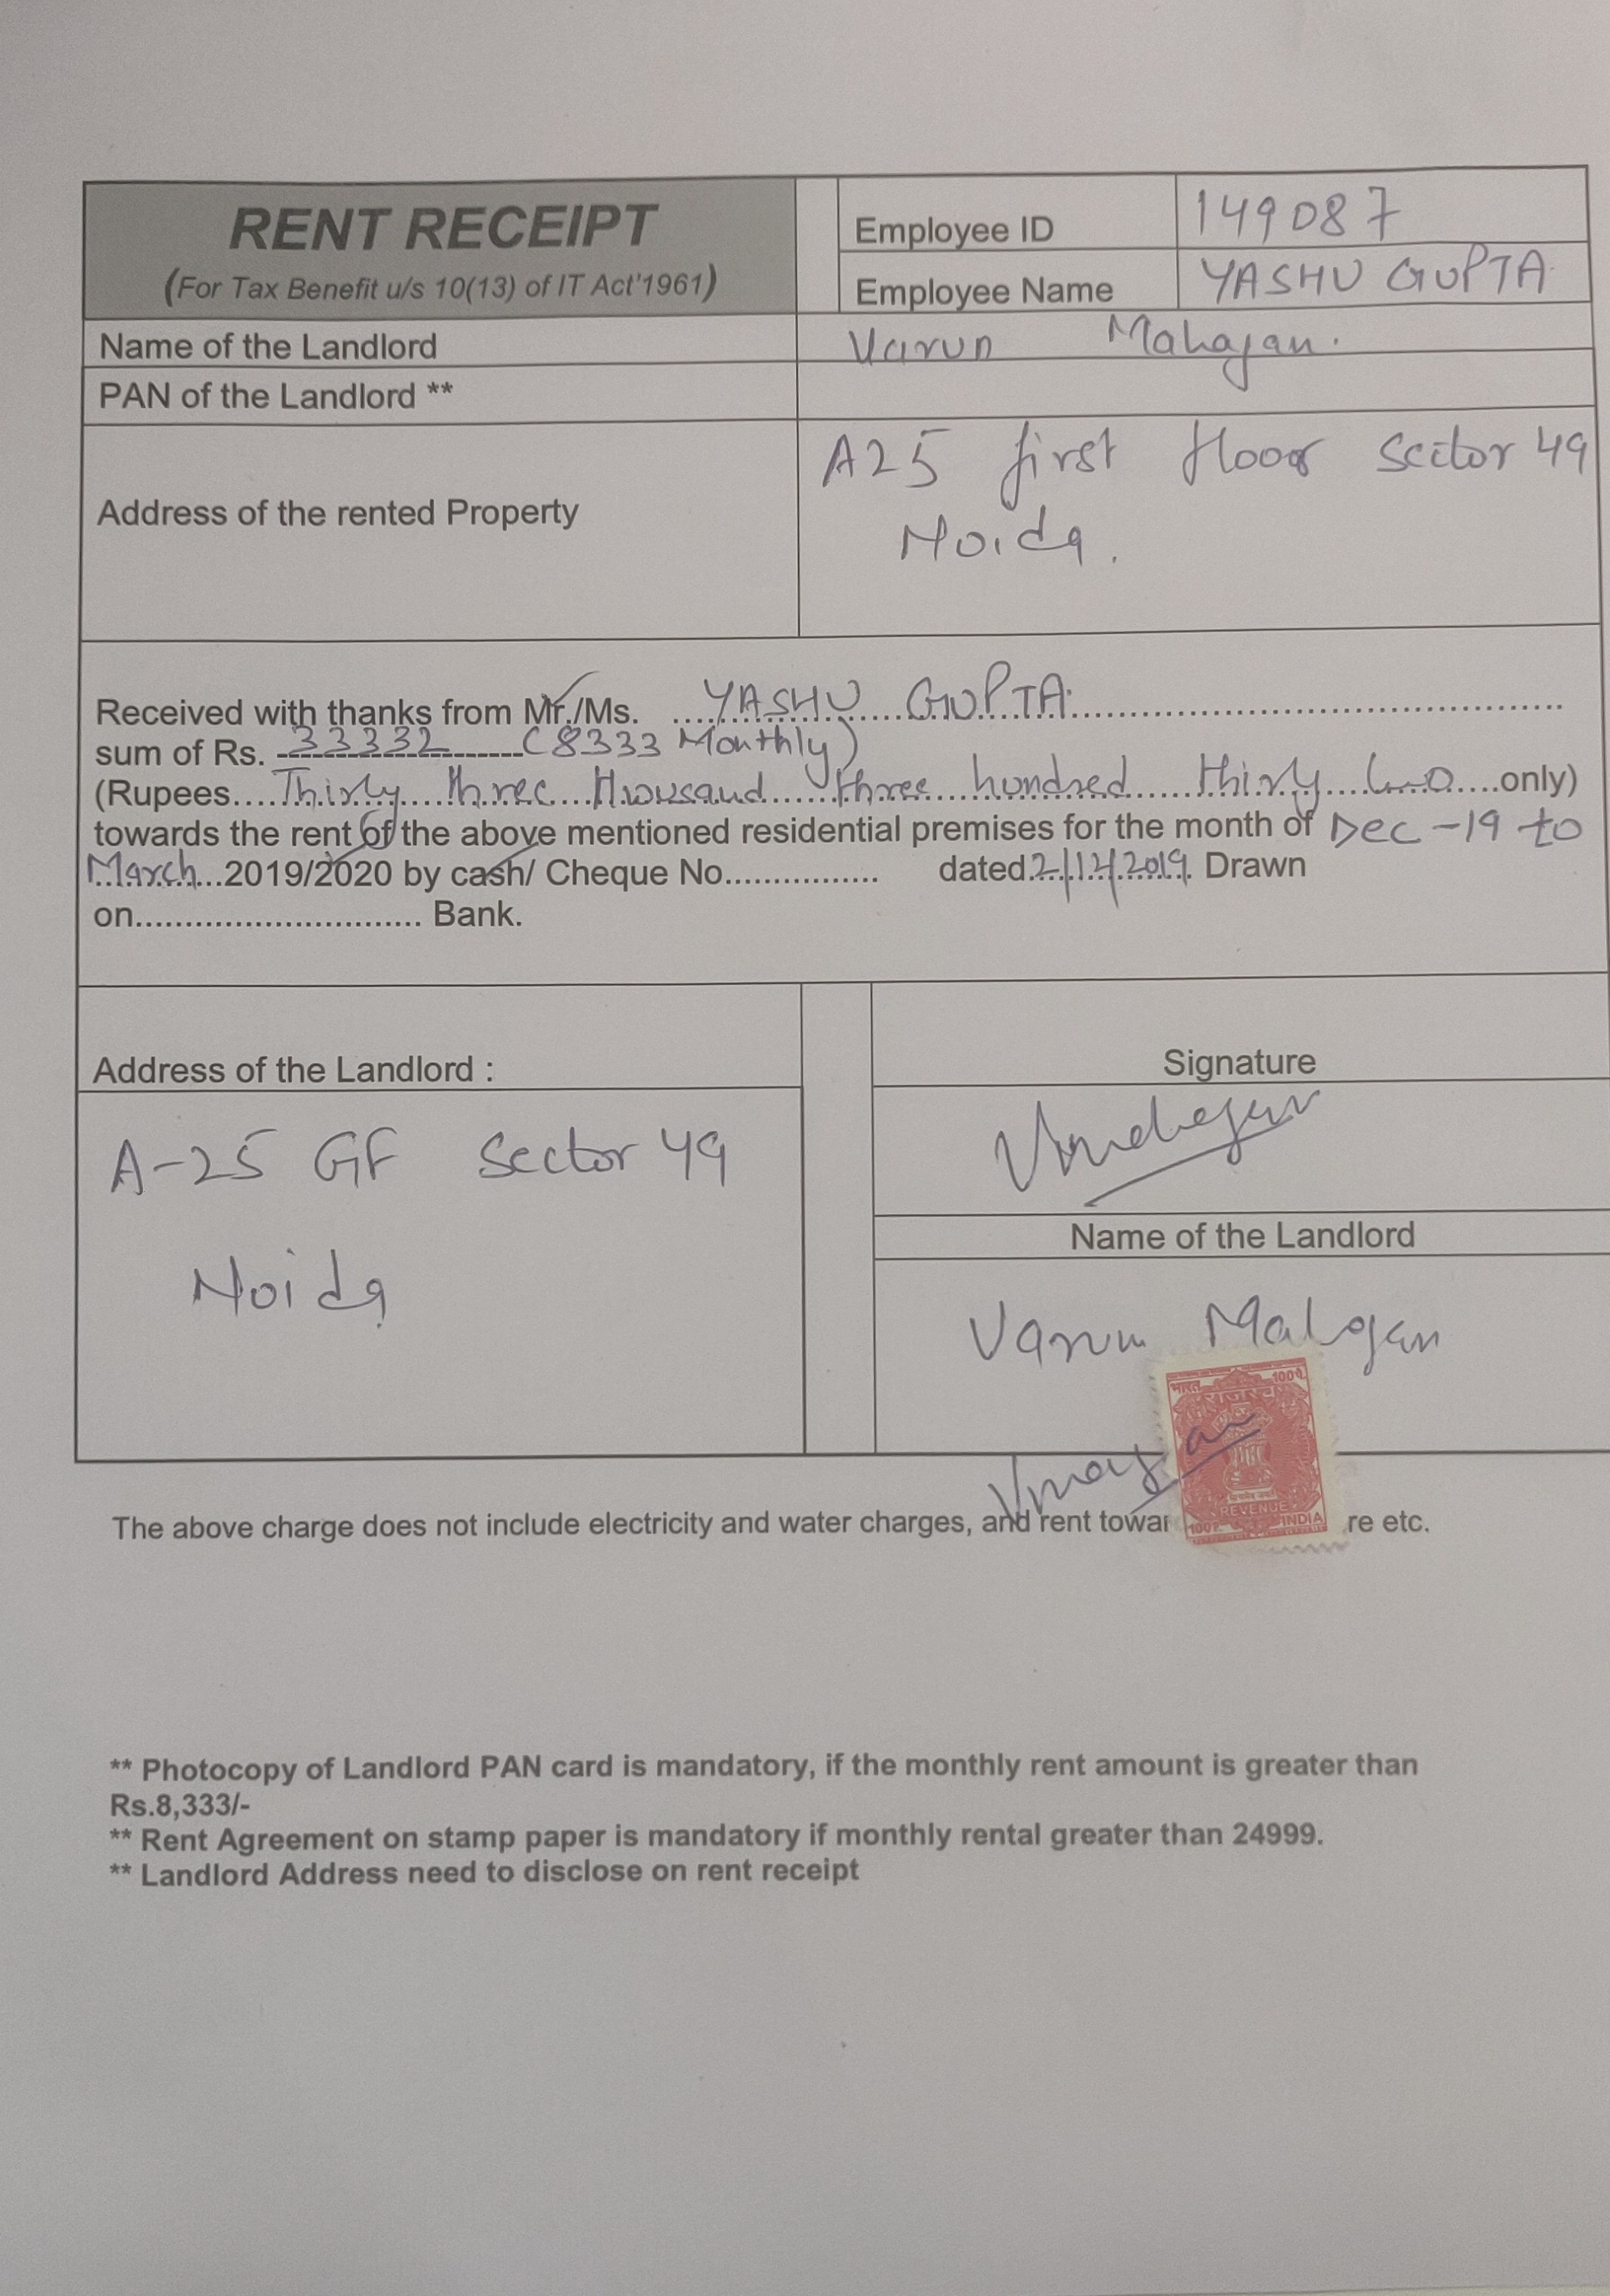 RENT RECEIPT
(For Tax Benefit u/s 10(13) of IT Act'1961)
Employee ID 149087
Employee Name YASHU GUPTA
Name of the Landlord Varun Mahajan.
PAN of the Landlord **
Address of the rented Property A25 first floor Sector 49
Noida.
Received with thanks from Mr./Ms. ....YASHU GUPTA..............................
sum of Rs. 33332 (8333 Monthly)
(Rupees....Thirty three thousand three hundred thirty two.....only)
towards the rent of the above mentioned residential premises for the month of Dec-19 to
March...2019/2020 by cash/ Cheque No................ dated.2/12/2019. Drawn
on............................. Bank.
Address of the Landlord :
A-25 GF Sector 49
Noida
Signature
Name of the Landlord
Varun Mahajan
भारत 100पै.
राजस्व
REVENUE
100P. INDIA
The above charge does not include electricity and water charges, and rent towar re etc.
** Photocopy of Landlord PAN card is mandatory, if the monthly rent amount is greater than
Rs.8,333/-
** Rent Agreement on stamp paper is mandatory if monthly rental greater than 24999.
** Landlord Address need to disclose on rent receipt